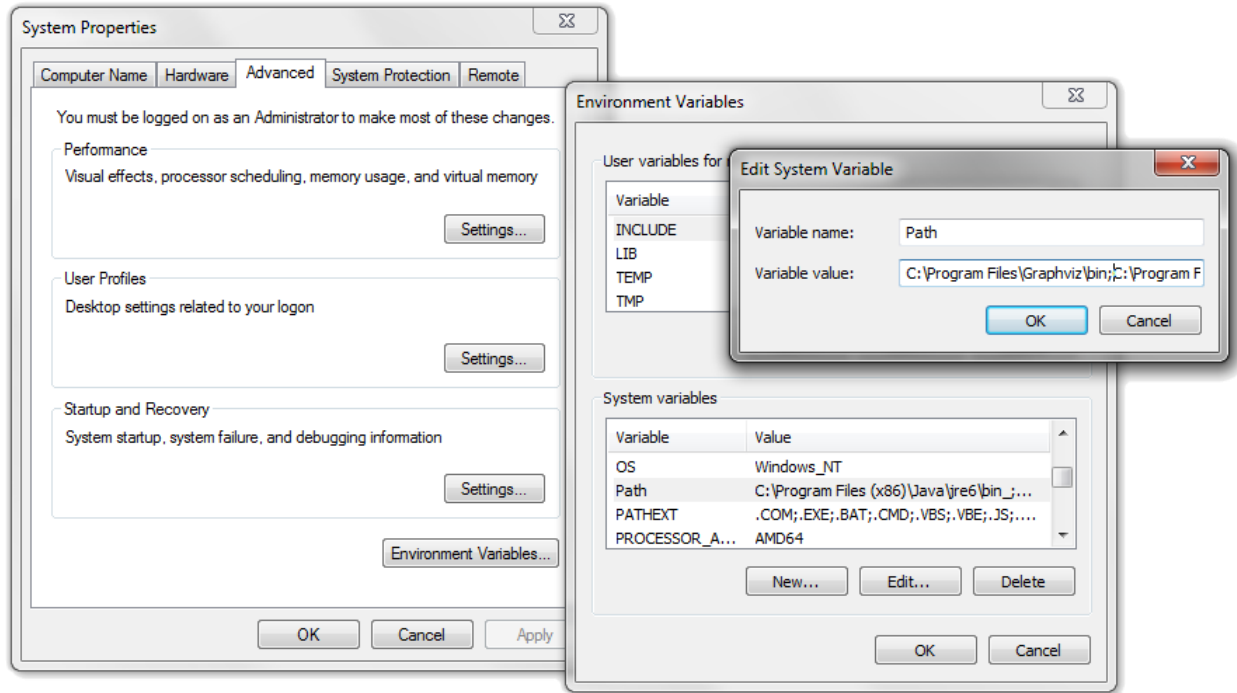 System Properties
Computer Name Hardware Advanced System Protection Remote
You must be logged on as an Administrator to make most of these changes.
Performance
Visual effects, processor scheduling, memory usage, and virtual memory
Settings...
User Profiles
Desktop settings related to your logon
Settings...
Startup and Recovery
System startup, system failure, and debugging information
Settings...
Environment Variables...
OK Cancel Apply
Environment Variables
User variables for
Variable
INCLUDE
LIB
TEMP
TMP
Edit System Variable
Variable name: Path
Variable value: C:\Program Files\Graphviz\bin;C:\Program F
OK Cancel
System variables
Variable Value
OS Windows_NT
Path C:\Program Files (x86)\Java\jre6\bin_;...
PATHEXT .COM;.EXE;.BAT;.CMD;.VBS;.VBE;.JS;....
PROCESSOR_A... AMD64
New... Edit... Delete
OK Cancel